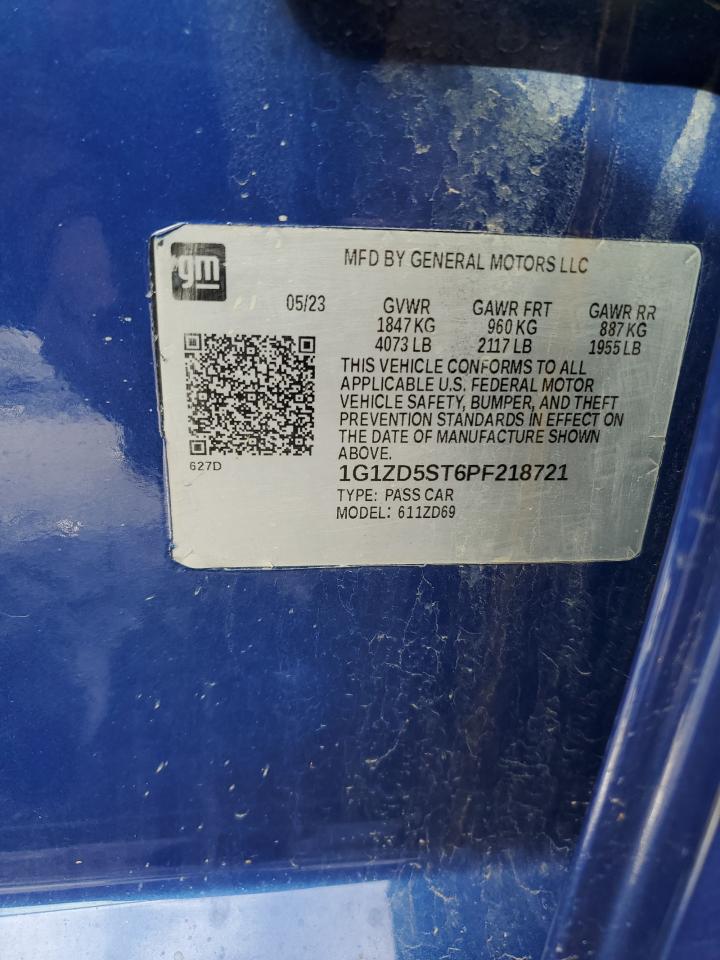 gm
MFD BY GENERAL MOTORS LLC
05/23 GVWR GAWR FRT GAWR RR
1847 KG 960 KG 887 KG
4073 LB 2117 LB 1955 LB
THIS VEHICLE CONFORMS TO ALL
APPLICABLE U.S. FEDERAL MOTOR
VEHICLE SAFETY, BUMPER, AND THEFT
PREVENTION STANDARDS IN EFFECT ON
THE DATE OF MANUFACTURE SHOWN
ABOVE.
627D
1G1ZD5ST6PF218721
TYPE: PASS CAR
MODEL: 611ZD69